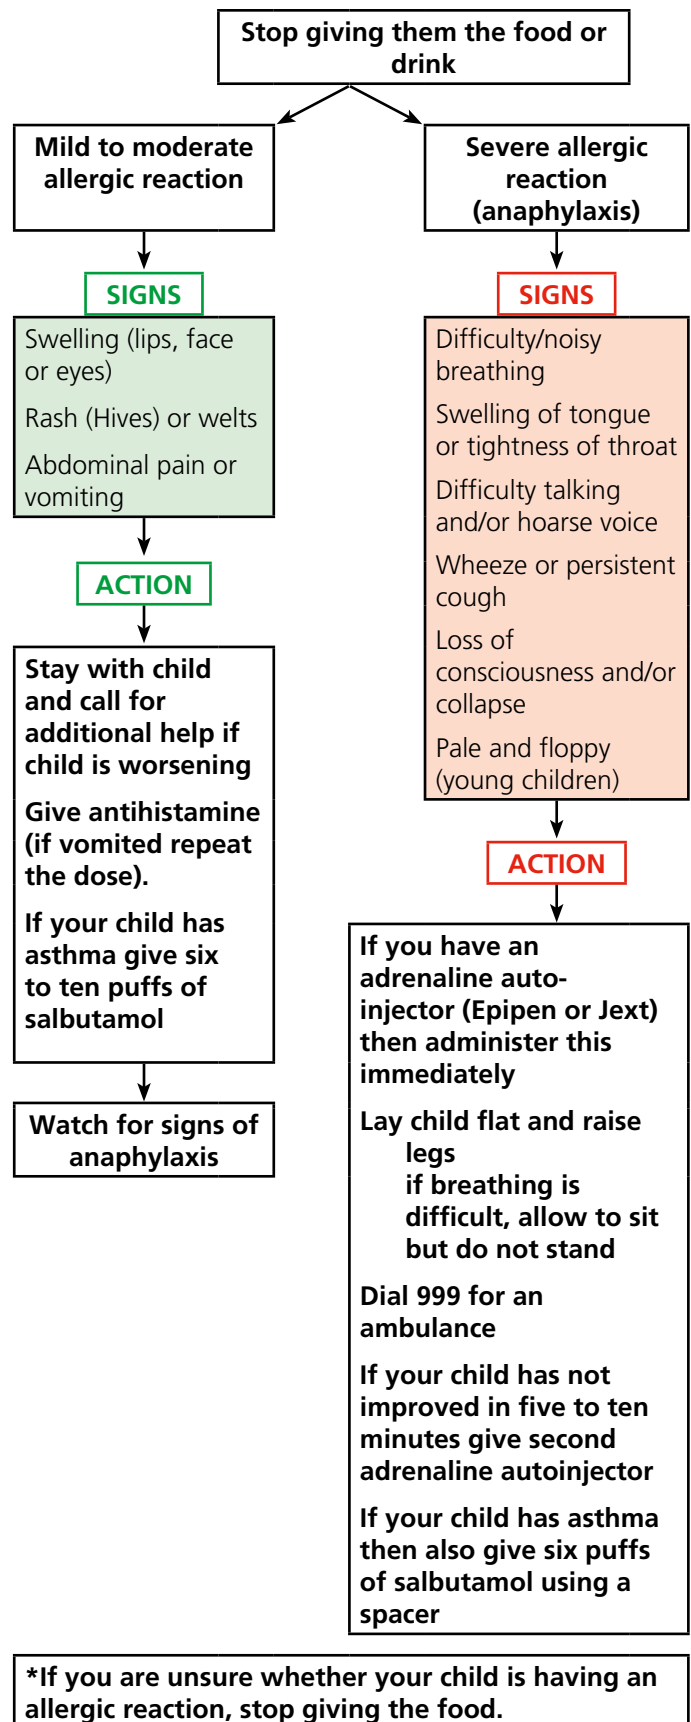 Stop giving them the food or
drink
Mild to moderate
allergic reaction
SIGNS
Swelling (lips, face
or eyes)
Rash (Hives) or welts
Abdominal pain or
vomiting
ACTION
Stay with child
and call for
additional help if
child is worsening
Give antihistamine
(if vomited repeat
the dose).
If your child has
asthma give six
to ten puffs of
salbutamol
Watch for signs of
anaphylaxis
Severe allergic
reaction
(anaphylaxis)
SIGNS
Difficulty/noisy
breathing
Swelling of tongue
or tightness of throat
Difficulty talking
and/or hoarse voice
Wheeze or persistent
cough
Loss of
consciousness and/or
collapse
Pale and floppy
(young children)
ACTION
If you have an
adrenaline auto-
injector (Epipen or Jext)
then administer this
immediately
Lay child flat and raise
legs
if breathing is
difficult, allow to sit
but do not stand
Dial 999 for an
ambulance
If your child has not
improved in five to ten
minutes give second
adrenaline autoinjector
If your child has asthma
then also give six puffs
of salbutamol using a
spacer
*If you are unsure whether your child is having an
allergic reaction, stop giving the food.